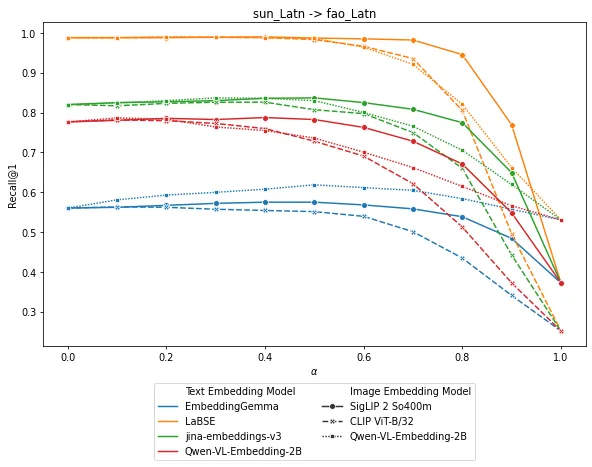 sun_Latn -> fao_Latn
1.0
0.9
0.8
0.7
0.6
0.5
0.4
0.3
Recall@1
0.0 0.2 0.4 0.6 0.8 1.0
α
Text Embedding Model
EmbeddingGemma
LaBSE
jina-embeddings-v3
Qwen-VL-Embedding-2B
Image Embedding Model
SigLIP 2 So400m
CLIP ViT-B/32
Qwen-VL-Embedding-2B